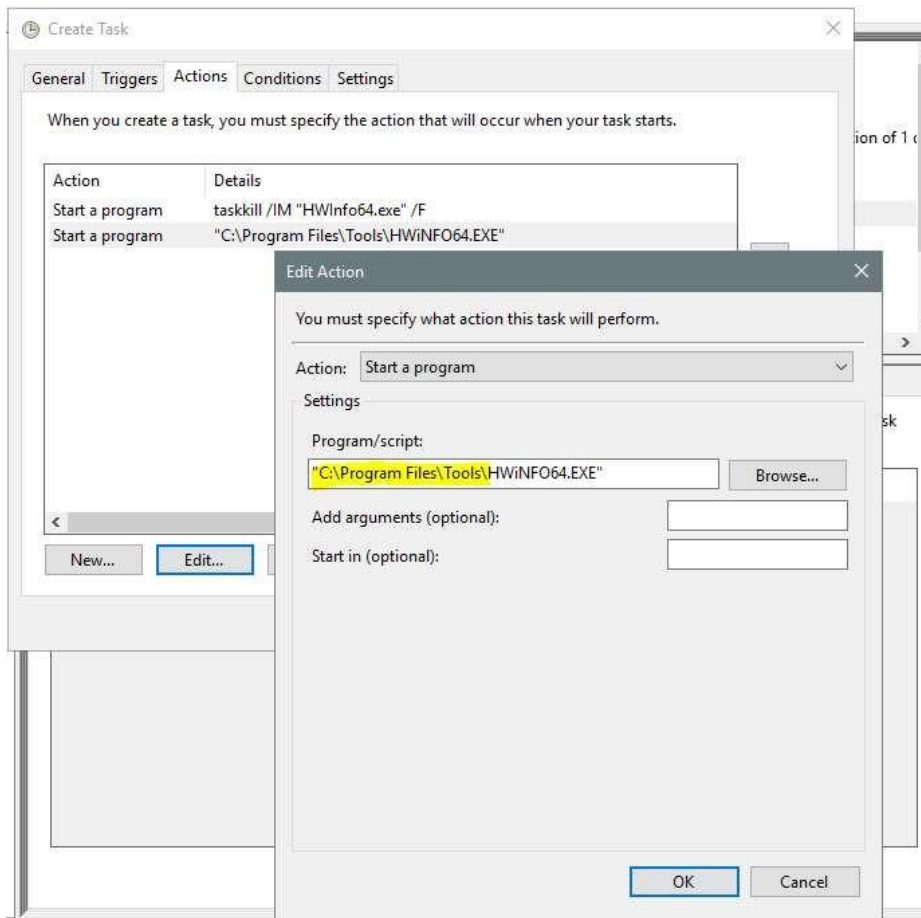 Create Task
General Triggers Actions Conditions Settings
When you create a task, you must specify the action that will occur when your task starts.
Action Details
Start a program taskkill /IM "HWInfo64.exe" /F
Start a program "C:\Program Files\Tools\HWiNFO64.EXE"
New... Edit...
ion of 1
sk
Edit Action
You must specify what action this task will perform.
Action: Start a program
Settings
Program/script:
"C:\Program Files\Tools\HWiNFO64.EXE" Browse...
Add arguments (optional):
Start in (optional):
OK Cancel